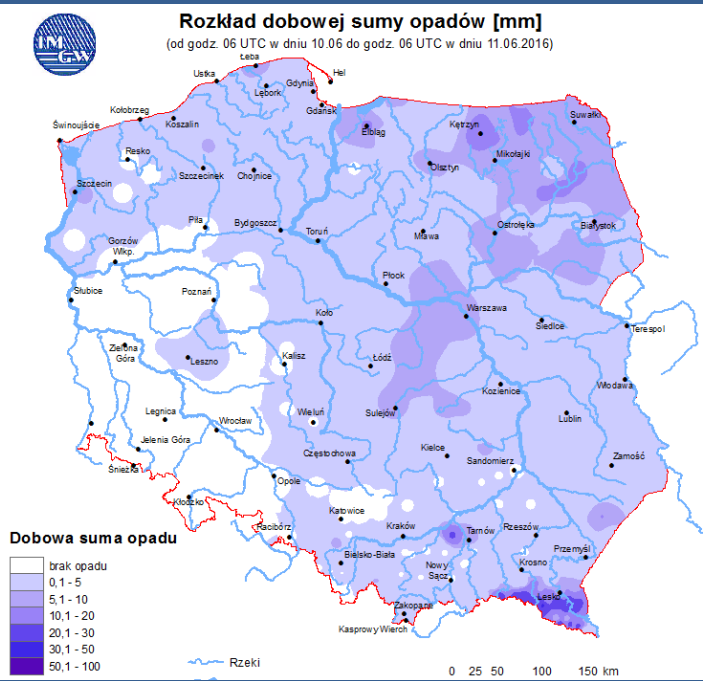 Rozkład dobowej sumy opadów [mm]
(od godz. 06 UTC w dniu 10.06 do godz. 06 UTC w dniu 11.06.2016)
IM
GW
Łeba
Ustka
Hel
Gdynia
Lębork
Gdańsk
Kołobrzeg
Koszalin
Świnoujście
Elbląg
Kętrzyn
Suwałki
Resko
Mikołajki
Szczecinek
Chojnice
Olsztyn
Szczecin
Piła
Bydgoszcz
Toruń
Ostrołęka
Białystok
Mława
Gorzów
Wlkp.
Płock
Słubice
Poznań
Koło
Warszawa
Siedlce
Terespol
Zielona
Góra
Leszno
Kalisz
Łódź
Kozienice
Włodawa
Legnica
Wrocław
Wieluń
Sulejów
Lublin
Jelenia Góra
Kielce
Częstochowa
Sandomierz
Zamość
Śnieżka
Opole
Kłodzko
Katowice
Racibórz
Kraków
Tarnów
Rzeszów
Dobowa suma opadu
Bielsko-Biała
Przemyśl
Nowy
Sącz
Krosno
brak opadu
0,1 - 5
5,1 - 10
10,1 - 20
20,1 - 30
30,1 - 50
50,1 - 100
Lesko
Zakopane
Kasprowy Wierch
Rzeki
0 25 50 100 150 km